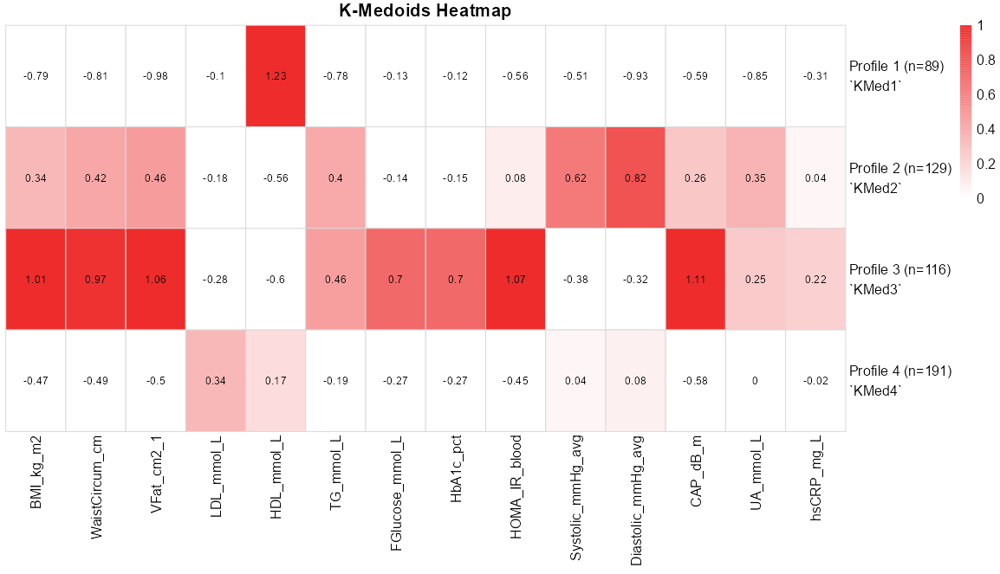 K-Medoids Heatmap
-0.79 -0.81 -0.98 -0.1 1.23 -0.78 -0.13 -0.12 -0.56 -0.51 -0.93 -0.59 -0.85 -0.31
Profile 1 (n=89)
`KMed1`
0.34 0.42 0.46 -0.18 -0.56 0.4 -0.14 -0.15 0.08 0.62 0.82 0.26 0.35 0.04
Profile 2 (n=129)
`KMed2`
1.01 0.97 1.06 -0.28 -0.6 0.46 0.7 0.7 1.07 -0.38 -0.32 1.11 0.25 0.22
Profile 3 (n=116)
`KMed3`
-0.47 -0.49 -0.5 0.34 0.17 -0.19 -0.27 -0.27 -0.45 0.04 0.08 -0.58 0 -0.02
Profile 4 (n=191)
`KMed4`
BMI_kg_m2
WaistCircum_cm
VFat_cm2_1
LDL_mmol_L
HDL_mmol_L
TG_mmol_L
FGlucose_mmol_L
HbA1c_pct
HOMA_IR_blood
Systolic_mmHg_avg
Diastolic_mmHg_avg
CAP_dB_m
UA_mmol_L
hsCRP_mg_L
1
0.8
0.6
0.4
0.2
0